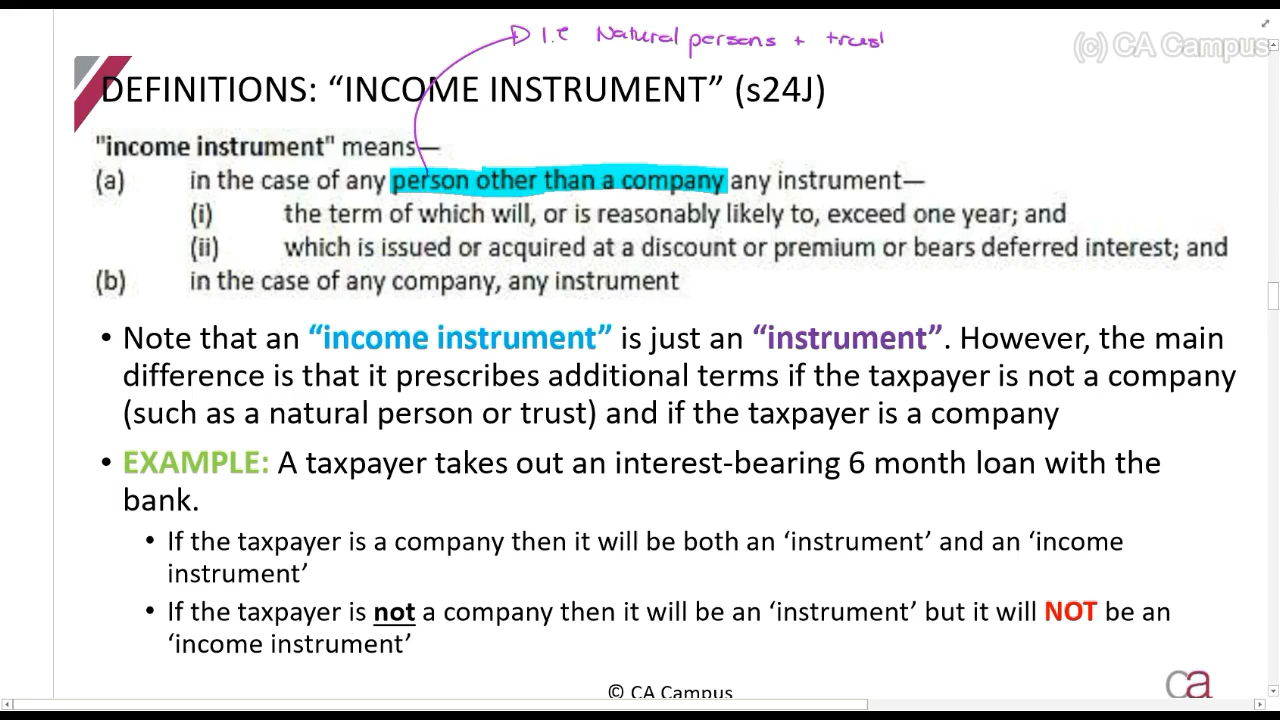 I.e Natural persons + trust
(c) CA Campus
DEFINITIONS: “INCOME INSTRUMENT” (s24J)
"income instrument" means—
(a) in the case of any person other than a company any instrument—
(i) the term of which will, or is reasonably likely to, exceed one year; and
(ii) which is issued or acquired at a discount or premium or bears deferred interest; and
(b) in the case of any company, any instrument
• Note that an “income instrument” is just an “instrument”. However, the main
difference is that it prescribes additional terms if the taxpayer is not a company
(such as a natural person or trust) and if the taxpayer is a company
• EXAMPLE: A taxpayer takes out an interest-bearing 6 month loan with the
bank.
• If the taxpayer is a company then it will be both an ‘instrument’ and an ‘income
instrument’
• If the taxpayer is not a company then it will be an ‘instrument’ but it will NOT be an
‘income instrument’
© CA Campus
ca